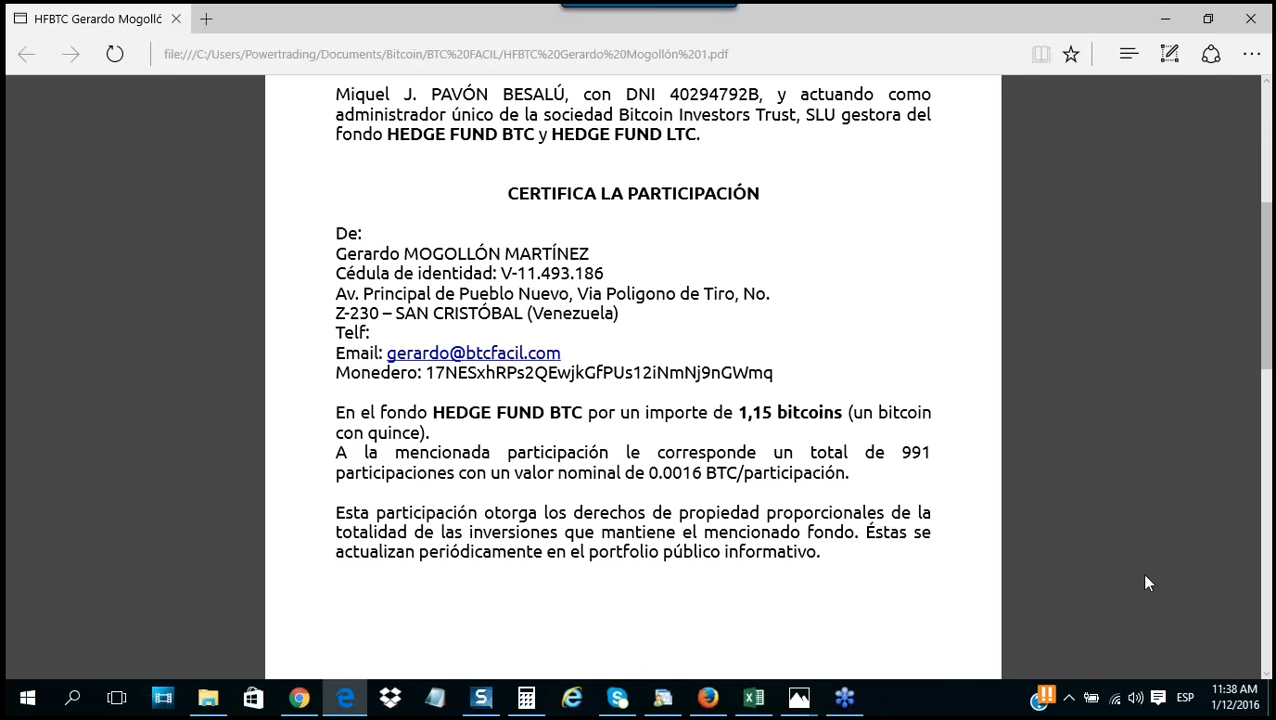 HFBTC Gerardo Mogolló
file:///C:/Users/Powertrading/Documents/Bitcoin/BTC%20FACIL/HFBTC%20Gerardo%20Mogollón%201.pdf
Miquel J. PAVÓN BESALÚ, con DNI 40294792B, y actuando como
administrador único de la sociedad Bitcoin Investors Trust, SLU gestora del
fondo HEDGE FUND BTC y HEDGE FUND LTC.
CERTIFICA LA PARTICIPACIÓN
De:
Gerardo MOGOLLÓN MARTÍNEZ
Cédula de identidad: V-11.493.186
Av. Principal de Pueblo Nuevo, Via Poligono de Tiro, No.
Z-230 – SAN CRISTÓBAL (Venezuela)
Telf:
Email: gerardo@btcfacil.com
Monedero: 17NESxhRPs2QEwjkGfPUs12iNmNj9nGWmq
En el fondo HEDGE FUND BTC por un importe de 1,15 bitcoins (un bitcoin
con quince).
A la mencionada participación le corresponde un total de 991
participaciones con un valor nominal de 0.0016 BTC/participación.
Esta participación otorga los derechos de propiedad proporcionales de la
totalidad de las inversiones que mantiene el mencionado fondo. Éstas se
actualizan periódicamente en el portfolio público informativo.
ESP
11:38 AM
1/12/2016